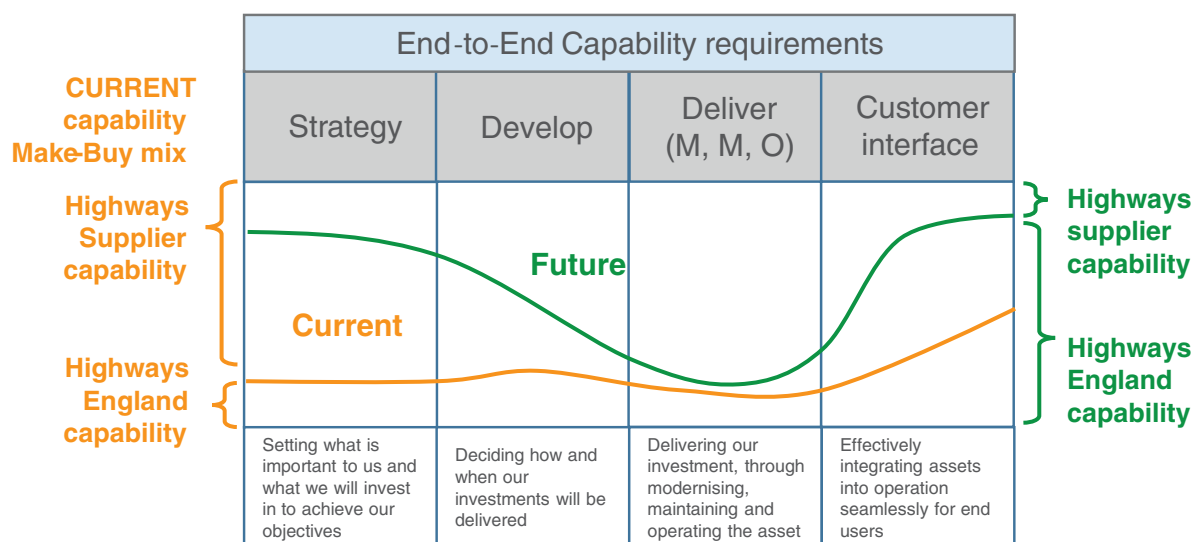 End-to-End Capability requirements
CURRENT
capability
Make-Buy mix
Strategy
Develop
Deliver
(M, M, O)
Customer
interface
Highways
Supplier
capability
Highways
England
capability
Future
Current
Highways
supplier
capability
Highways
England
capability
Setting what is
important to us and
what we will invest
in to achieve our
objectives
Deciding how and
when our
investments will be
delivered
Delivering our
investment, through
modernising,
maintaining and
operating the asset
Effectively
integrating assets
into operation
seamlessly for end
users